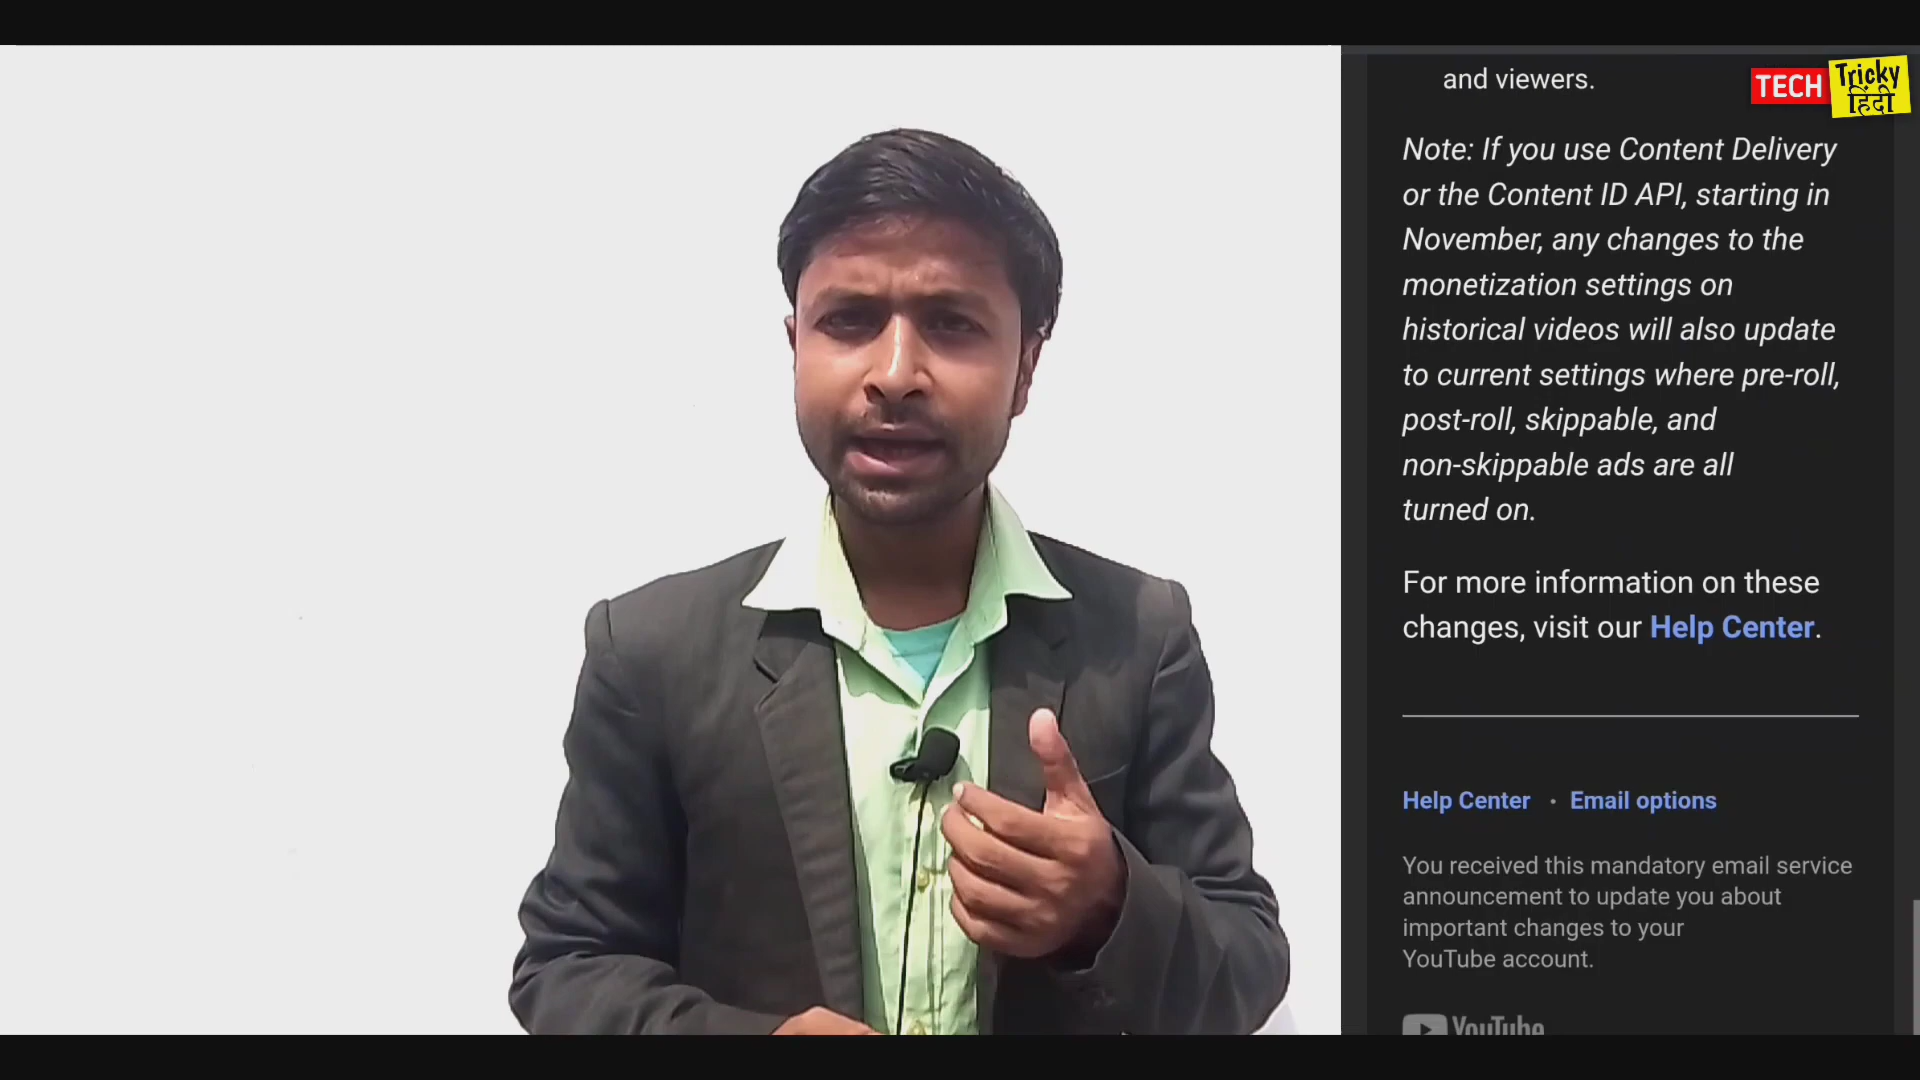 and viewers.
TECH Tricky
हिंदी
Note: If you use Content Delivery
or the Content ID API, starting in
November, any changes to the
monetization settings on
historical videos will also update
to current settings where pre-roll,
post-roll, skippable, and
non-skippable ads are all
turned on.
For more information on these
changes, visit our Help Center.
Help Center • Email options
You received this mandatory email service
announcement to update you about
important changes to your
YouTube account.
YouTube